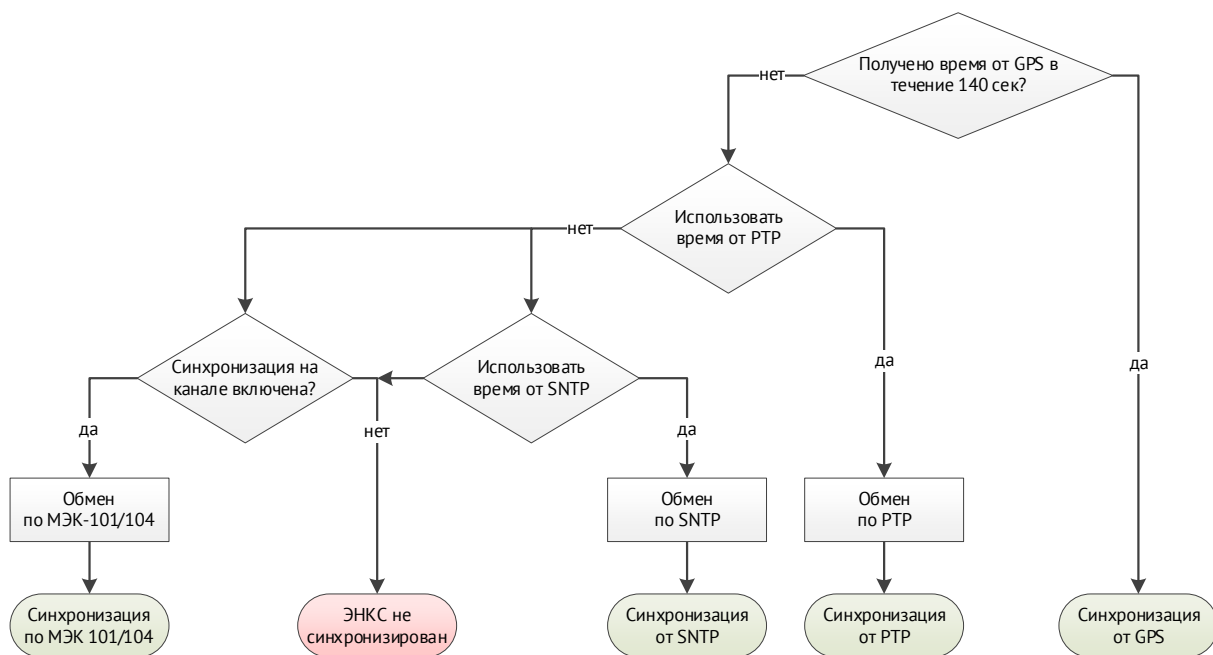 Получено время от GPS в
течение 140 сек?
нет
Использовать
время от PTP
нет
Синхронизация на
канале включена?
Использовать
время от SNTP
да
да
да
нет
да
Обмен
по МЭК-101/104
Обмен
по SNTP
Обмен
по PTP
Синхронизация
по МЭК 101/104
ЭНКС не
синхронизирован
Синхронизация
от SNTP
Синхронизация
от PTP
Синхронизация
от GPS